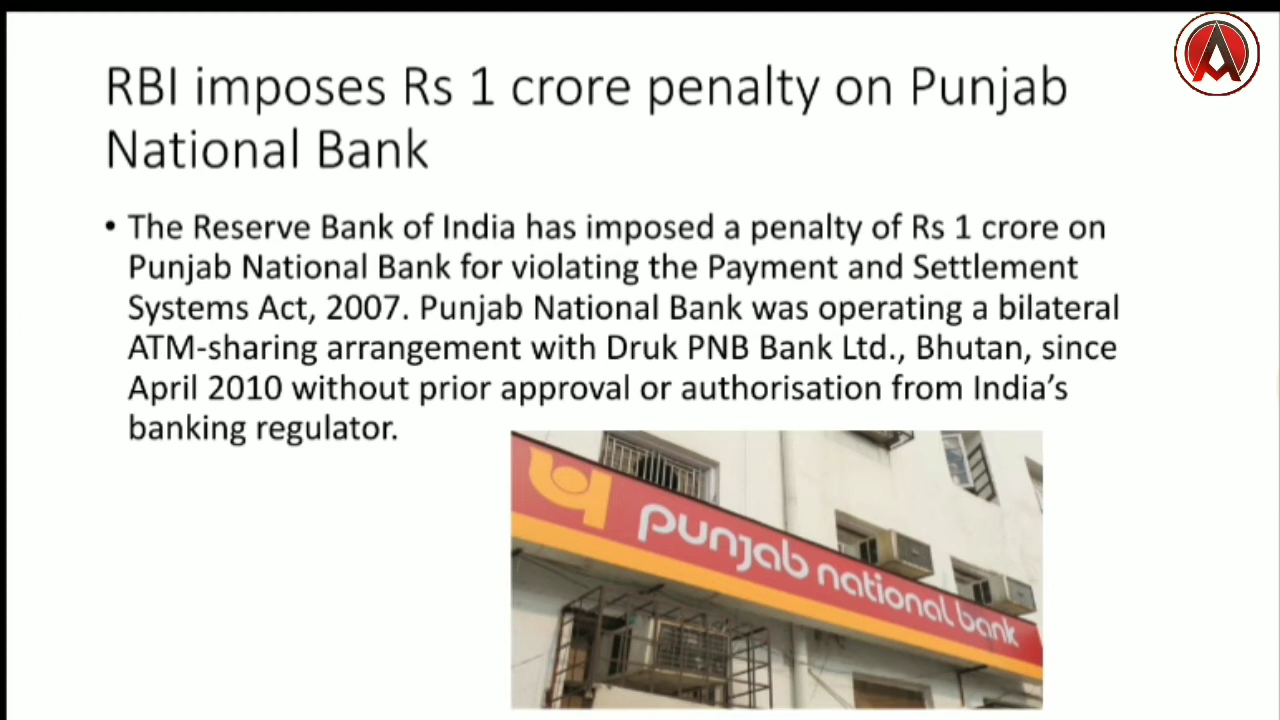 RBI imposes Rs 1 crore penalty on Punjab
National Bank
• The Reserve Bank of India has imposed a penalty of Rs 1 crore on
Punjab National Bank for violating the Payment and Settlement
Systems Act, 2007. Punjab National Bank was operating a bilateral
ATM-sharing arrangement with Druk PNB Bank Ltd., Bhutan, since
April 2010 without prior approval or authorisation from India’s
banking regulator.
punjab national bank